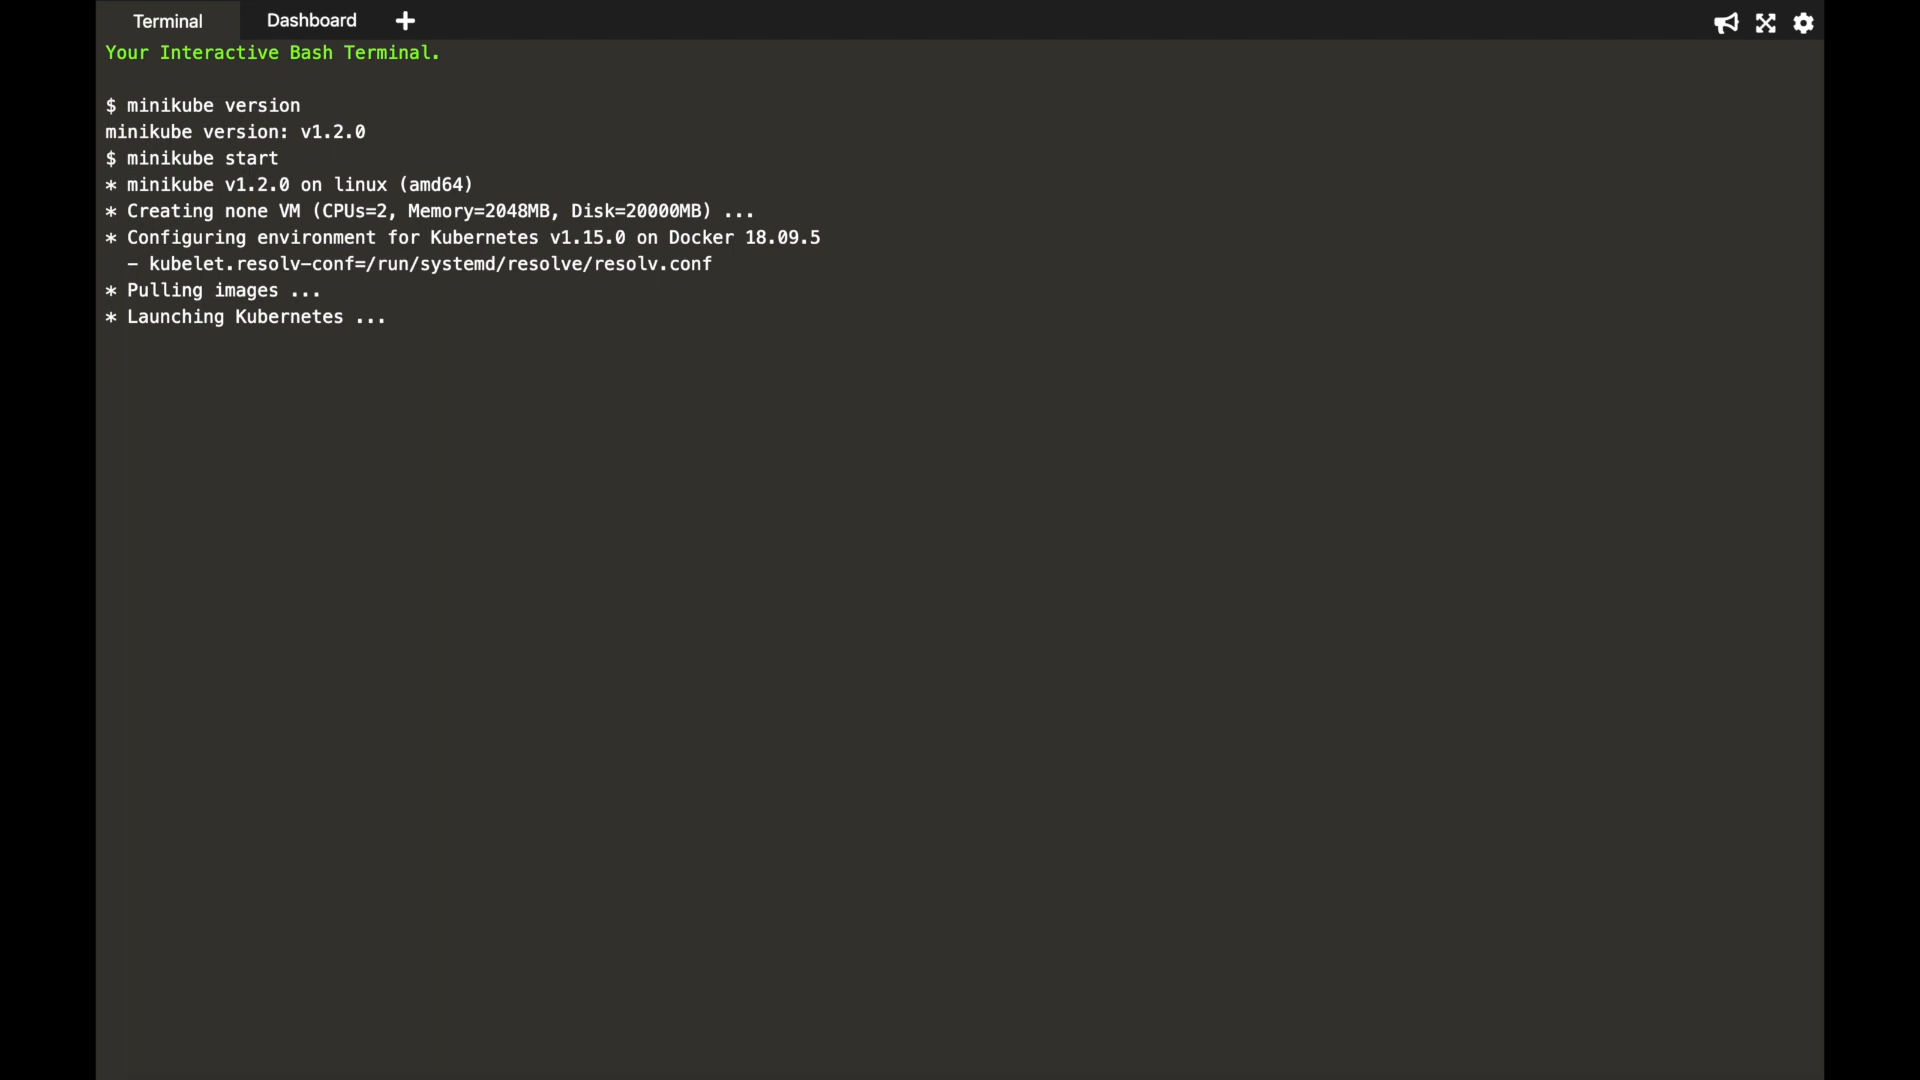 Terminal Dashboard +
Your Interactive Bash Terminal.
$ minikube version
minikube version: v1.2.0
$ minikube start
* minikube v1.2.0 on linux (amd64)
* Creating none VM (CPUs=2, Memory=2048MB, Disk=20000MB) ...
* Configuring environment for Kubernetes v1.15.0 on Docker 18.09.5
  - kubelet.resolv-conf=/run/systemd/resolve/resolv.conf
* Pulling images ...
* Launching Kubernetes ...